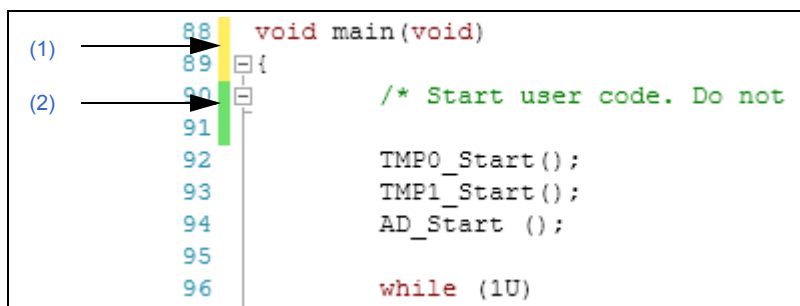 88 void main(void)
(1)
89 {
(2) 90 /* Start user code. Do not
91
92 TMP0_Start();
93 TMP1_Start();
94 AD_Start ();
95
96 while (1U)